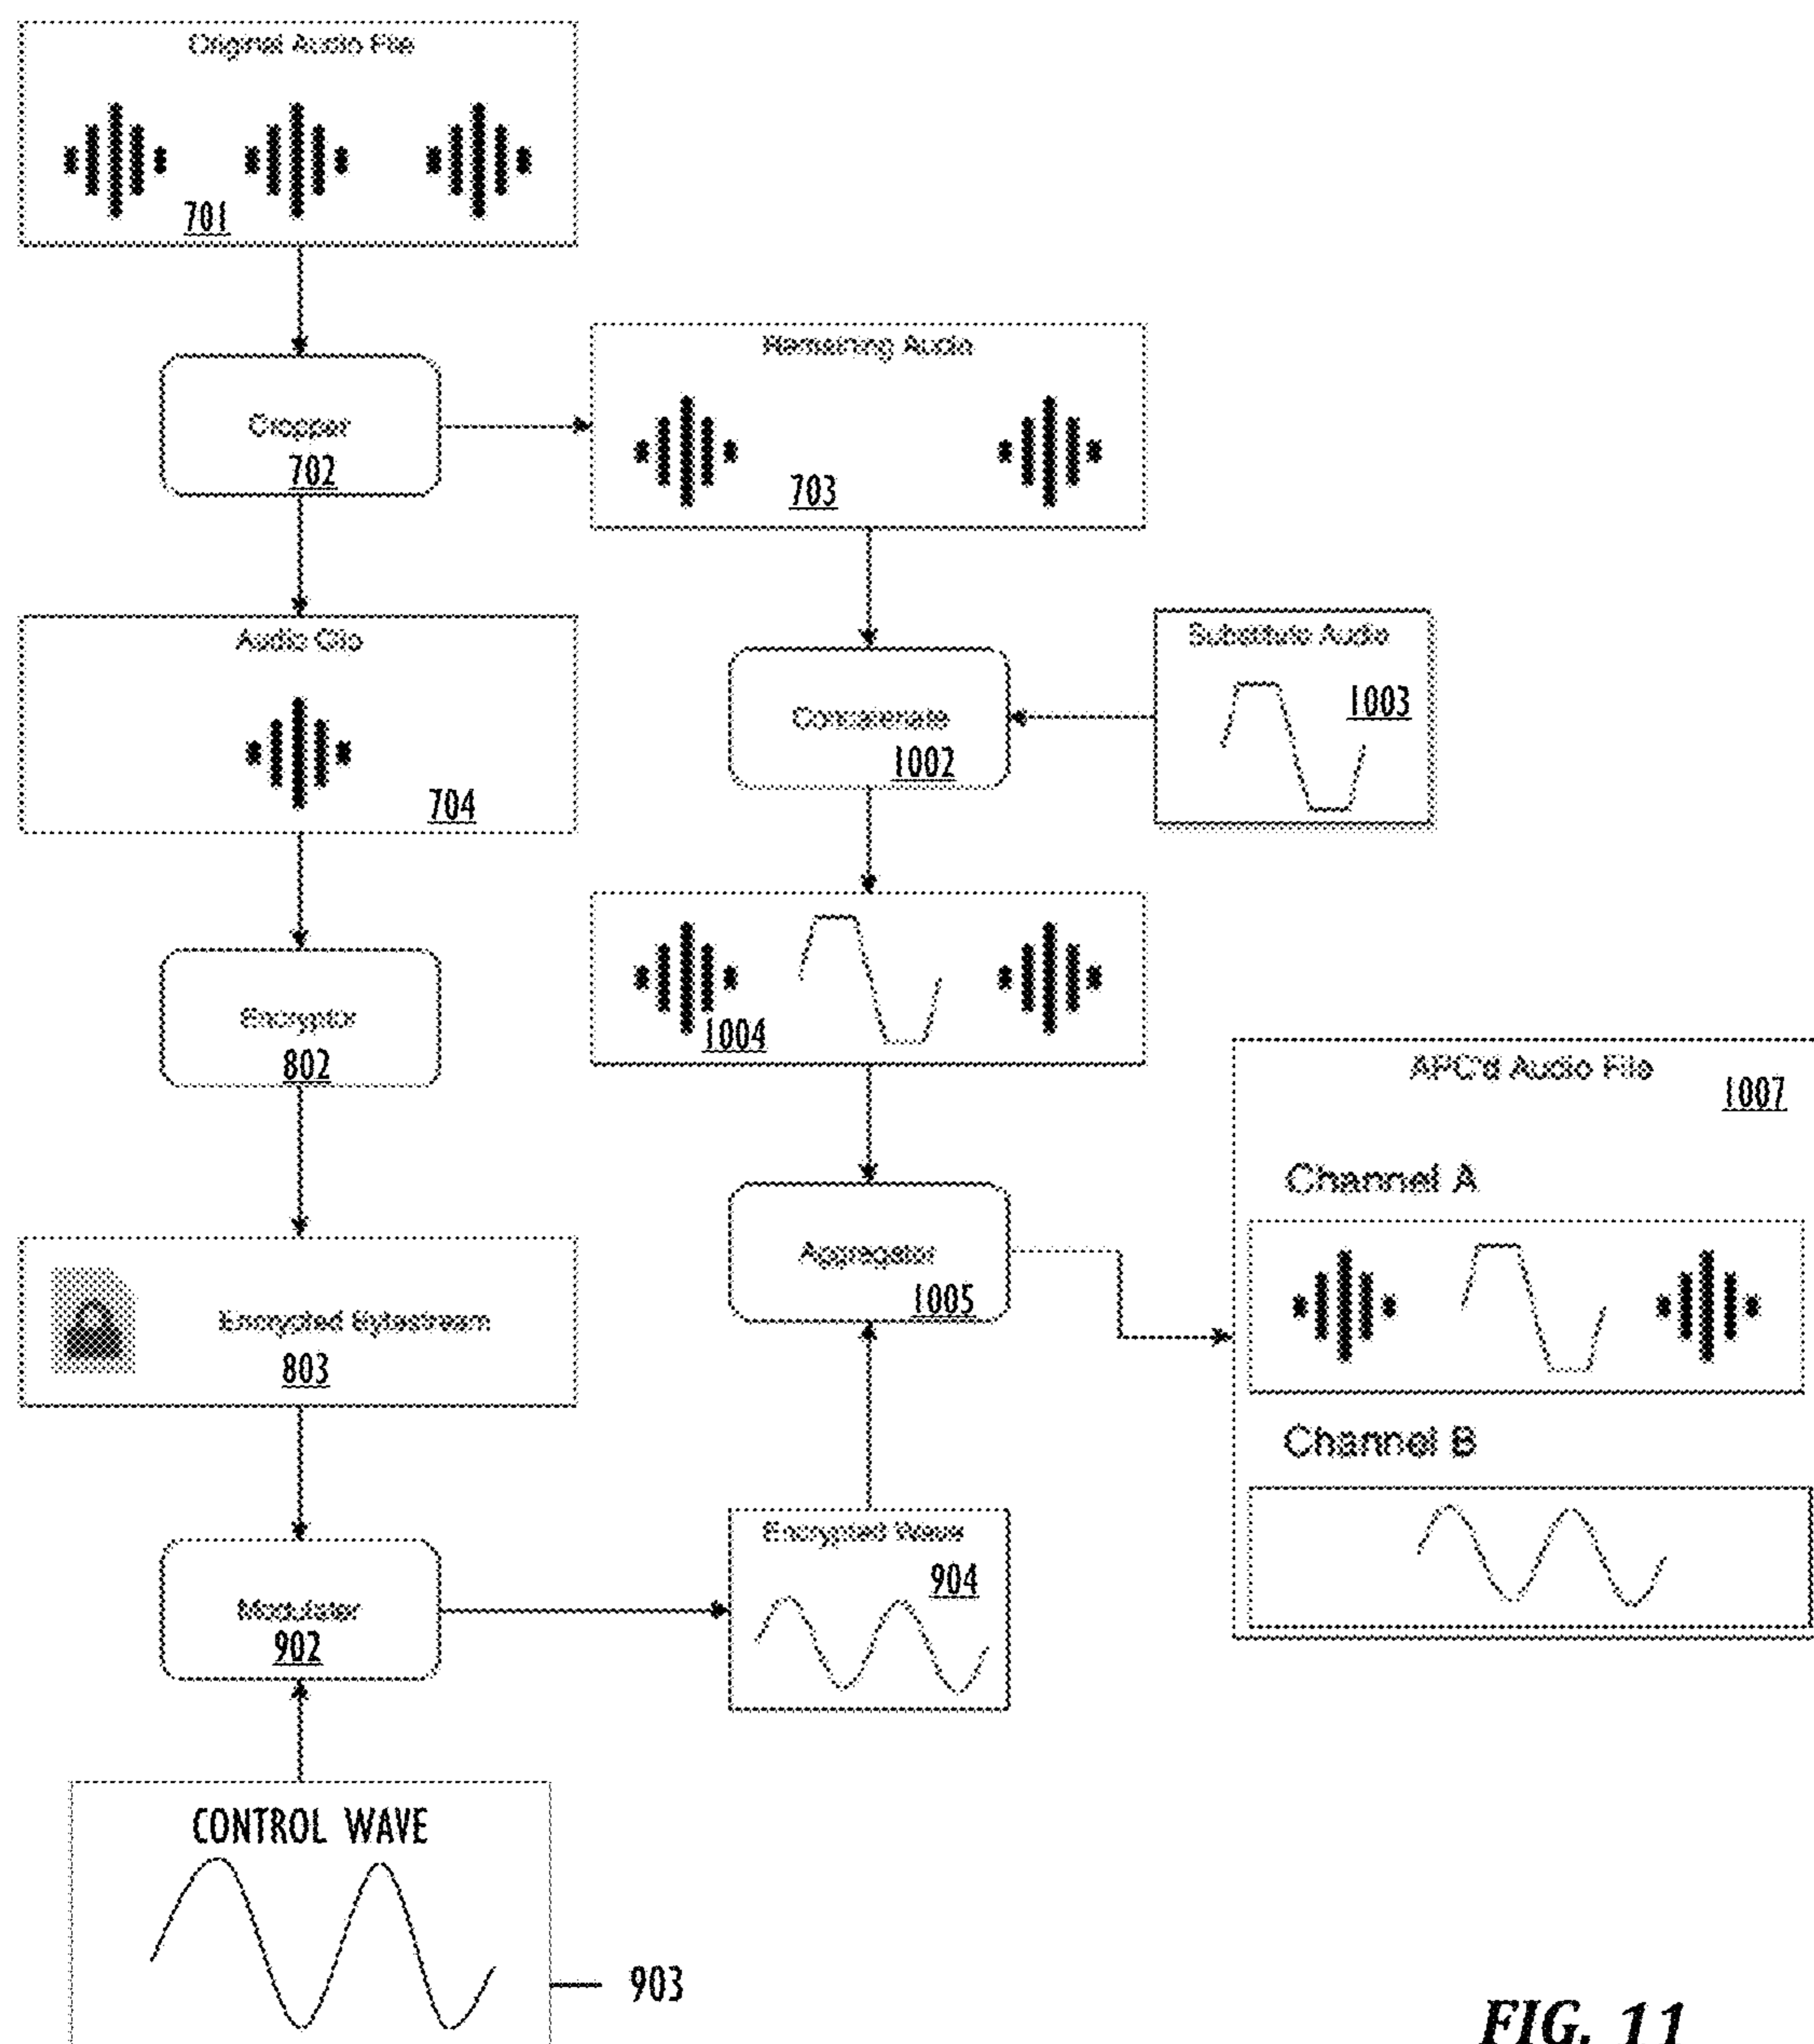 Original Audio File
701
Cropper
702
Remaining Audio
703
Audio Clip
704
Concatenate
1002
Substitute Audio
1003
1004
Encryptor
802
Encrypted Bytestream
803
Aggregator
1005
APC'd Audio File
1007
Channel A
Channel B
Modulator
902
Encrypted Wave
904
CONTROL WAVE
903
FIG. 11